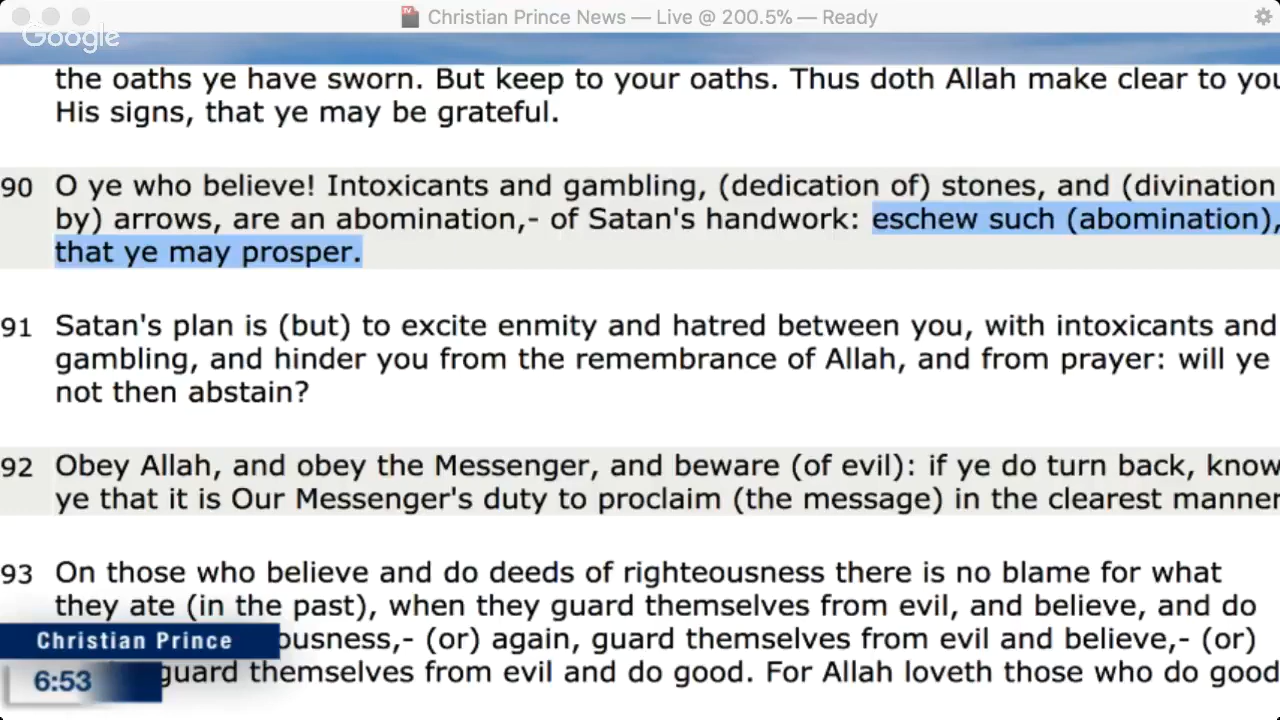 Christian Prince News — Live @ 200.5% — Ready
Google
the oaths ye have sworn. But keep to your oaths. Thus doth Allah make clear to you
His signs, that ye may be grateful.
90 O ye who believe! Intoxicants and gambling, (dedication of) stones, and (divination
by) arrows, are an abomination,- of Satan's handwork: eschew such (abomination),
that ye may prosper.
91 Satan's plan is (but) to excite enmity and hatred between you, with intoxicants and
gambling, and hinder you from the remembrance of Allah, and from prayer: will ye
not then abstain?
92 Obey Allah, and obey the Messenger, and beware (of evil): if ye do turn back, know
ye that it is Our Messenger's duty to proclaim (the message) in the clearest manner
93 On those who believe and do deeds of righteousness there is no blame for what
they ate (in the past), when they guard themselves from evil, and believe, and do
ousness,- (or) again, guard themselves from evil and believe,- (or)
guard themselves from evil and do good. For Allah loveth those who do good
Christian Prince
6:53